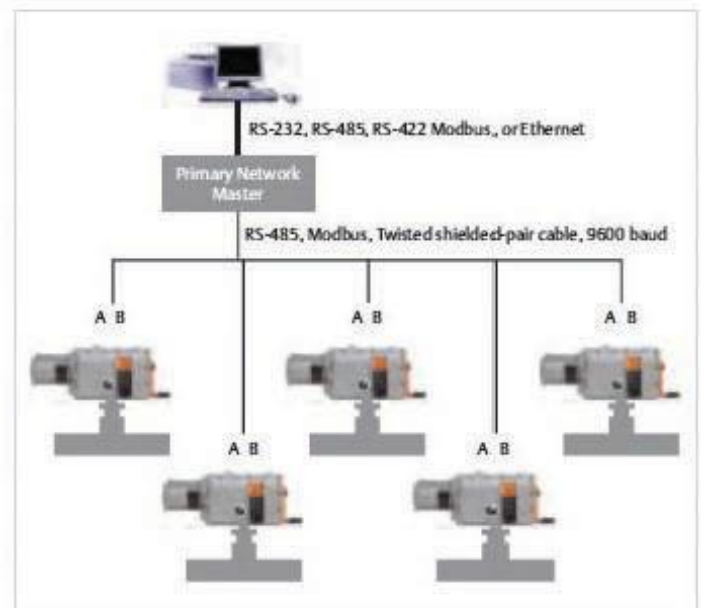 RS-232, RS-485, RS-422 Modbus,, or Ethernet
Primary Network
Master
RS-485, Modbus, Twisted shielded-pair cable, 9600 baud
A B
A B
A B
A B
A B